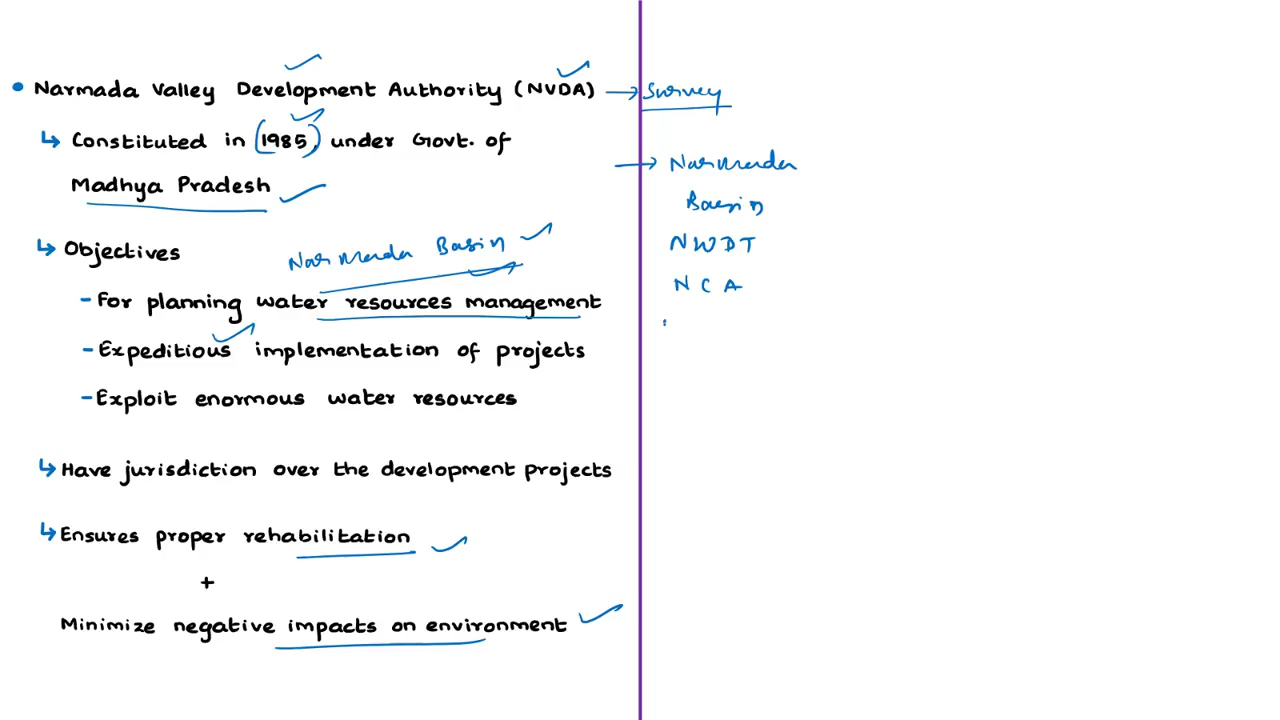 • Narmada Valley Development Authority (NVDA) → Survey
↳ Constituted in (1985), under Govt. of
Madhya Pradesh
↳ Objectives
Narmada Basin
- For planning water resources management
- Expeditious implementation of projects
- Exploit enormous water resources
↳ Have jurisdiction over the development projects
↳ Ensures proper rehabilitation
+
Minimize negative impacts on environment
→ Narmada
Basin
NWDT
NCA